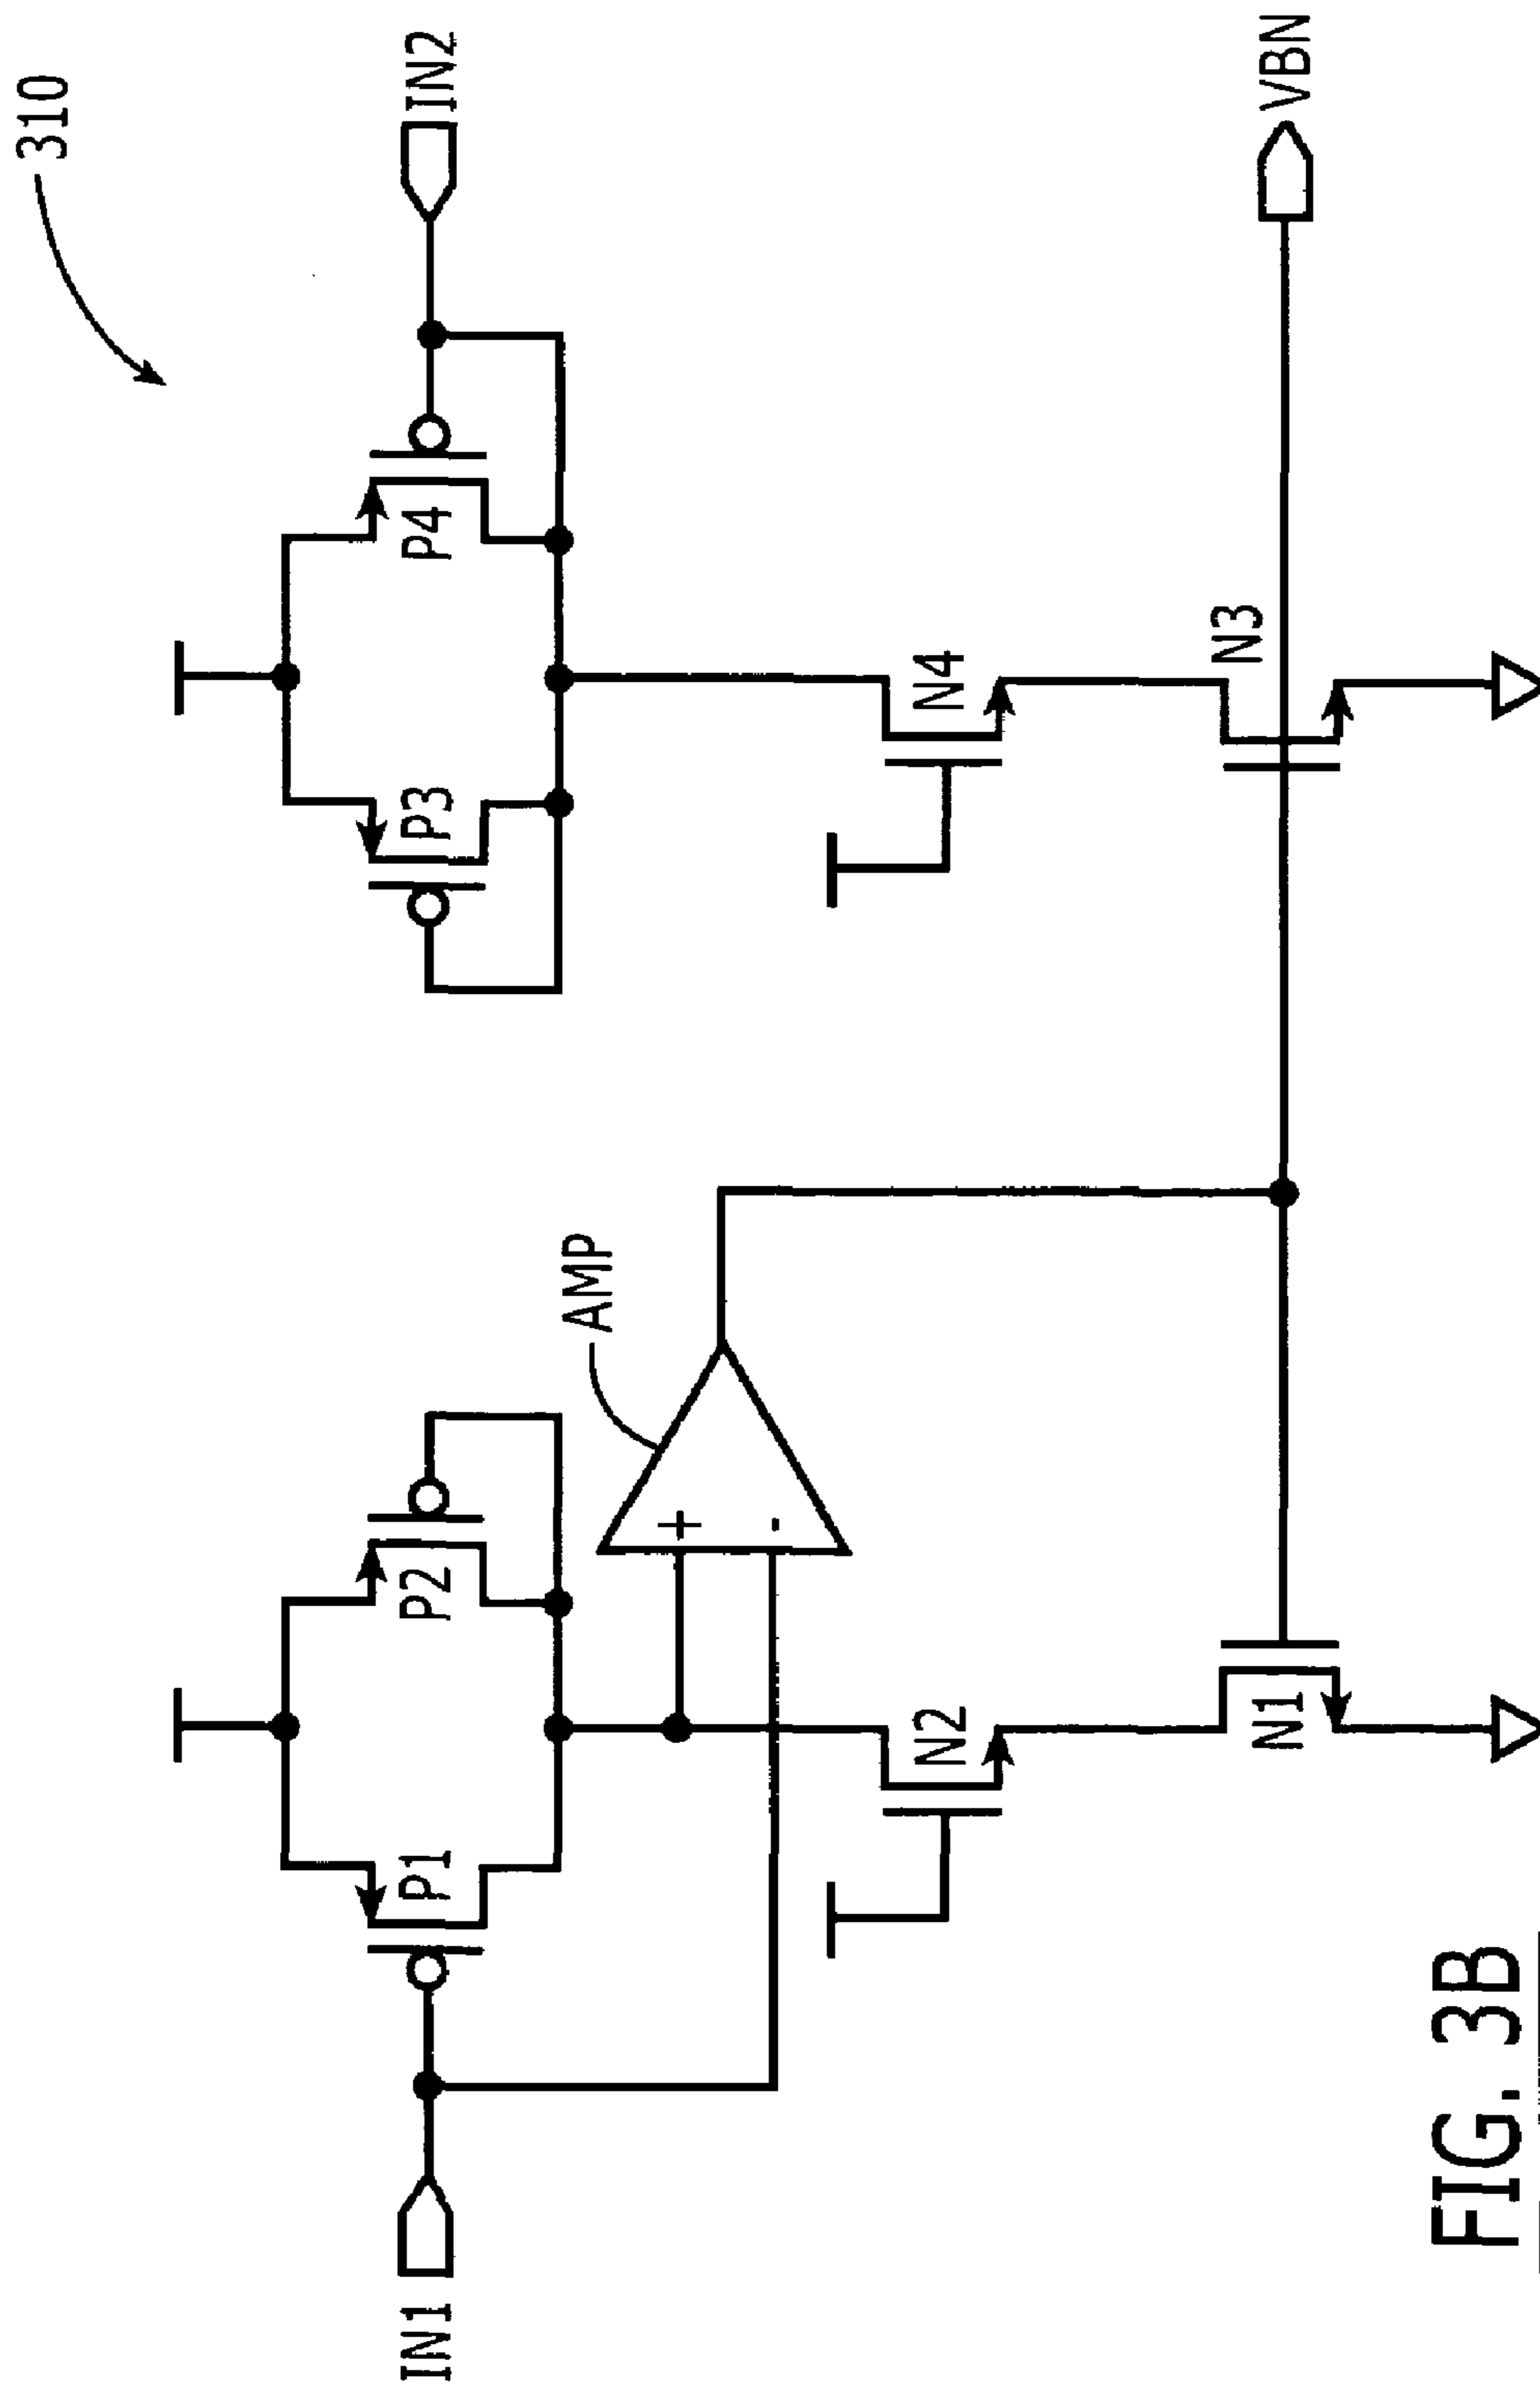 310
IN1
P1
P2
P3
P4
IN2
AMP
+
-
N2
N4
N1
N3
VBN
FIG. 3B